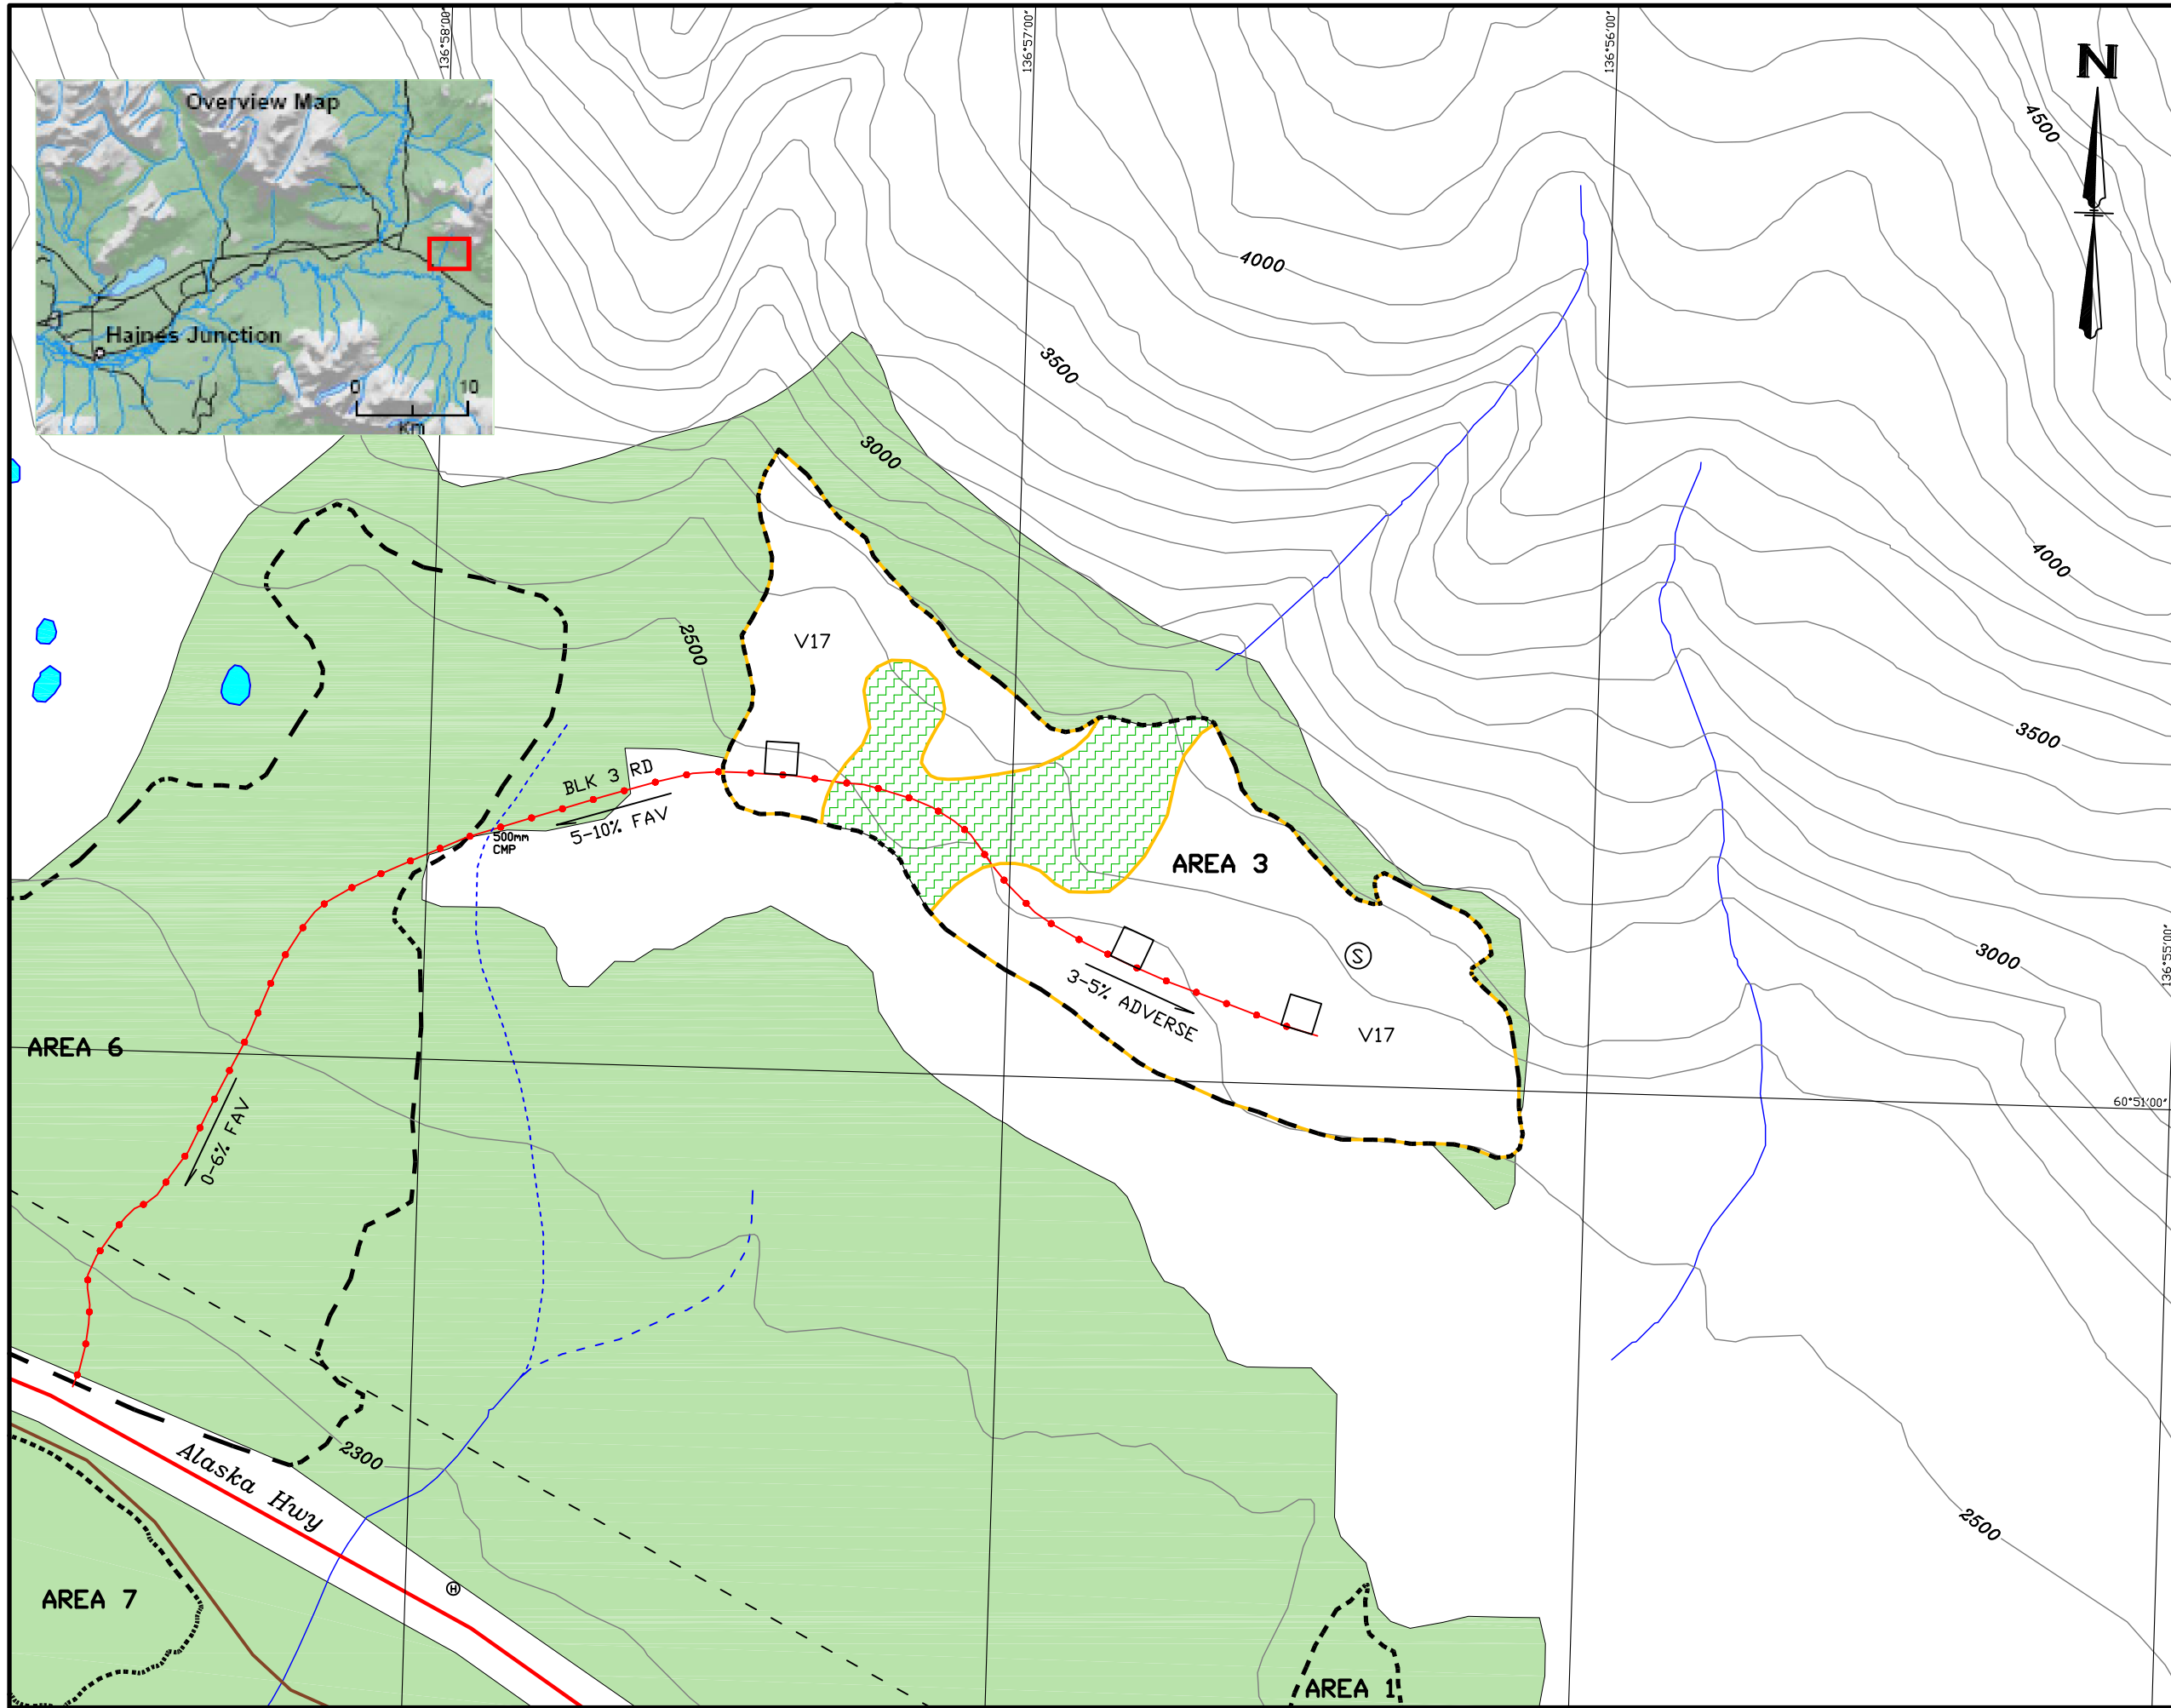 136°58'00"
136°57'00"
136°56'00"
N
Overview Map
Haines Junction
0 10
Km
4500
4000
3500
3000
4000
2500
V17
BLK 3 RD
5-10% FAV
500mm
CMP
3500
AREA 3
S
3000
136°55'00"
3-5% ADVERSE
V17
AREA 6
60°51'00"
0-6% FAV
2300
Alaska Hwy
2500
H
AREA 7
AREA 1